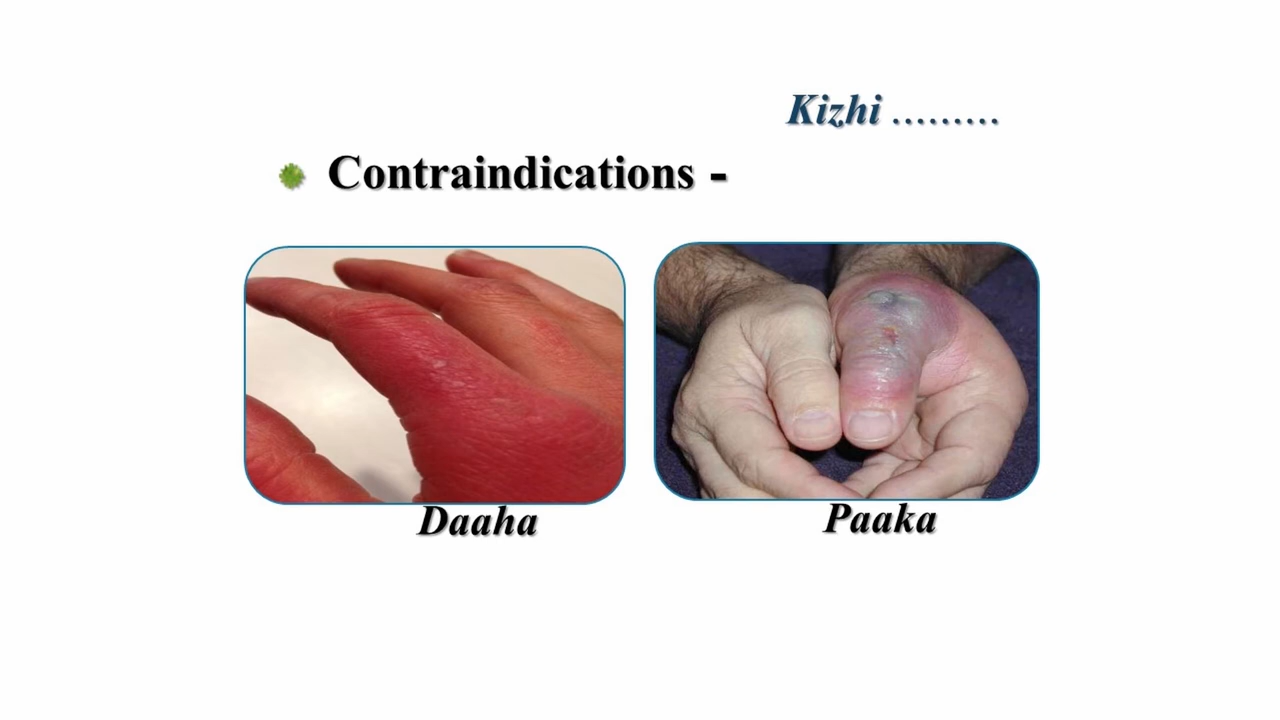 Kizhi .........
Contraindications -
Daaha
Paaka